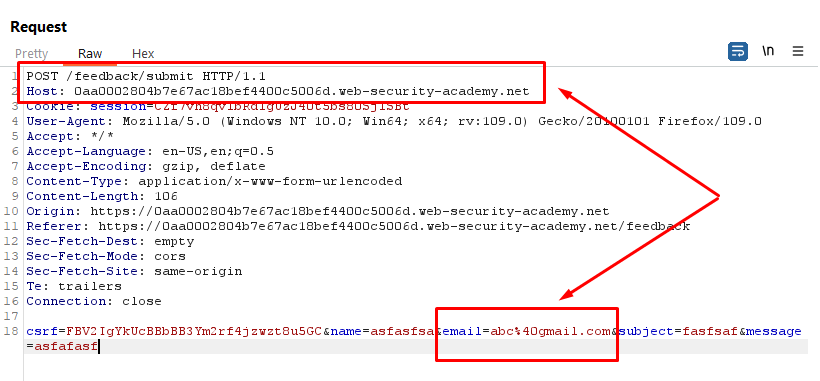 Request
Pretty Raw Hex
\n
1 POST /feedback/submit HTTP/1.1
2 Host: 0aa0002804b7e67ac18bef4400c5006d.web-security-academy.net
3 Cookie:
4 User-Agent: Mozilla/5.0 (Windows NT 10.0; Win64; x64; rv:109.0) Gecko/20100101 Firefox/109.0
5 Accept: */*
6 Accept-Language: en-US,en;q=0.5
7 Accept-Encoding: gzip, deflate
8 Content-Type: application/x-www-form-urlencoded
9 Content-Length: 106
10 Origin: https://0aa0002804b7e67ac18bef4400c5006d.web-security-academy.net
11 Referer: https://0aa0002804b7e67ac18bef4400c5006d.web-security-academy.net/feedback
12 Sec-Fetch-Dest: empty
13 Sec-Fetch-Mode: cors
14 Sec-Fetch-Site: same-origin
15 Te: trailers
16 Connection: close
17
18 csrf=FBV2IgYkUcBBbBB3Ym2rf4jzwzt8u5GC&name=asfasfsa&email=abc%40gmail.com&subject=fasfsaf&message
=asfafasf